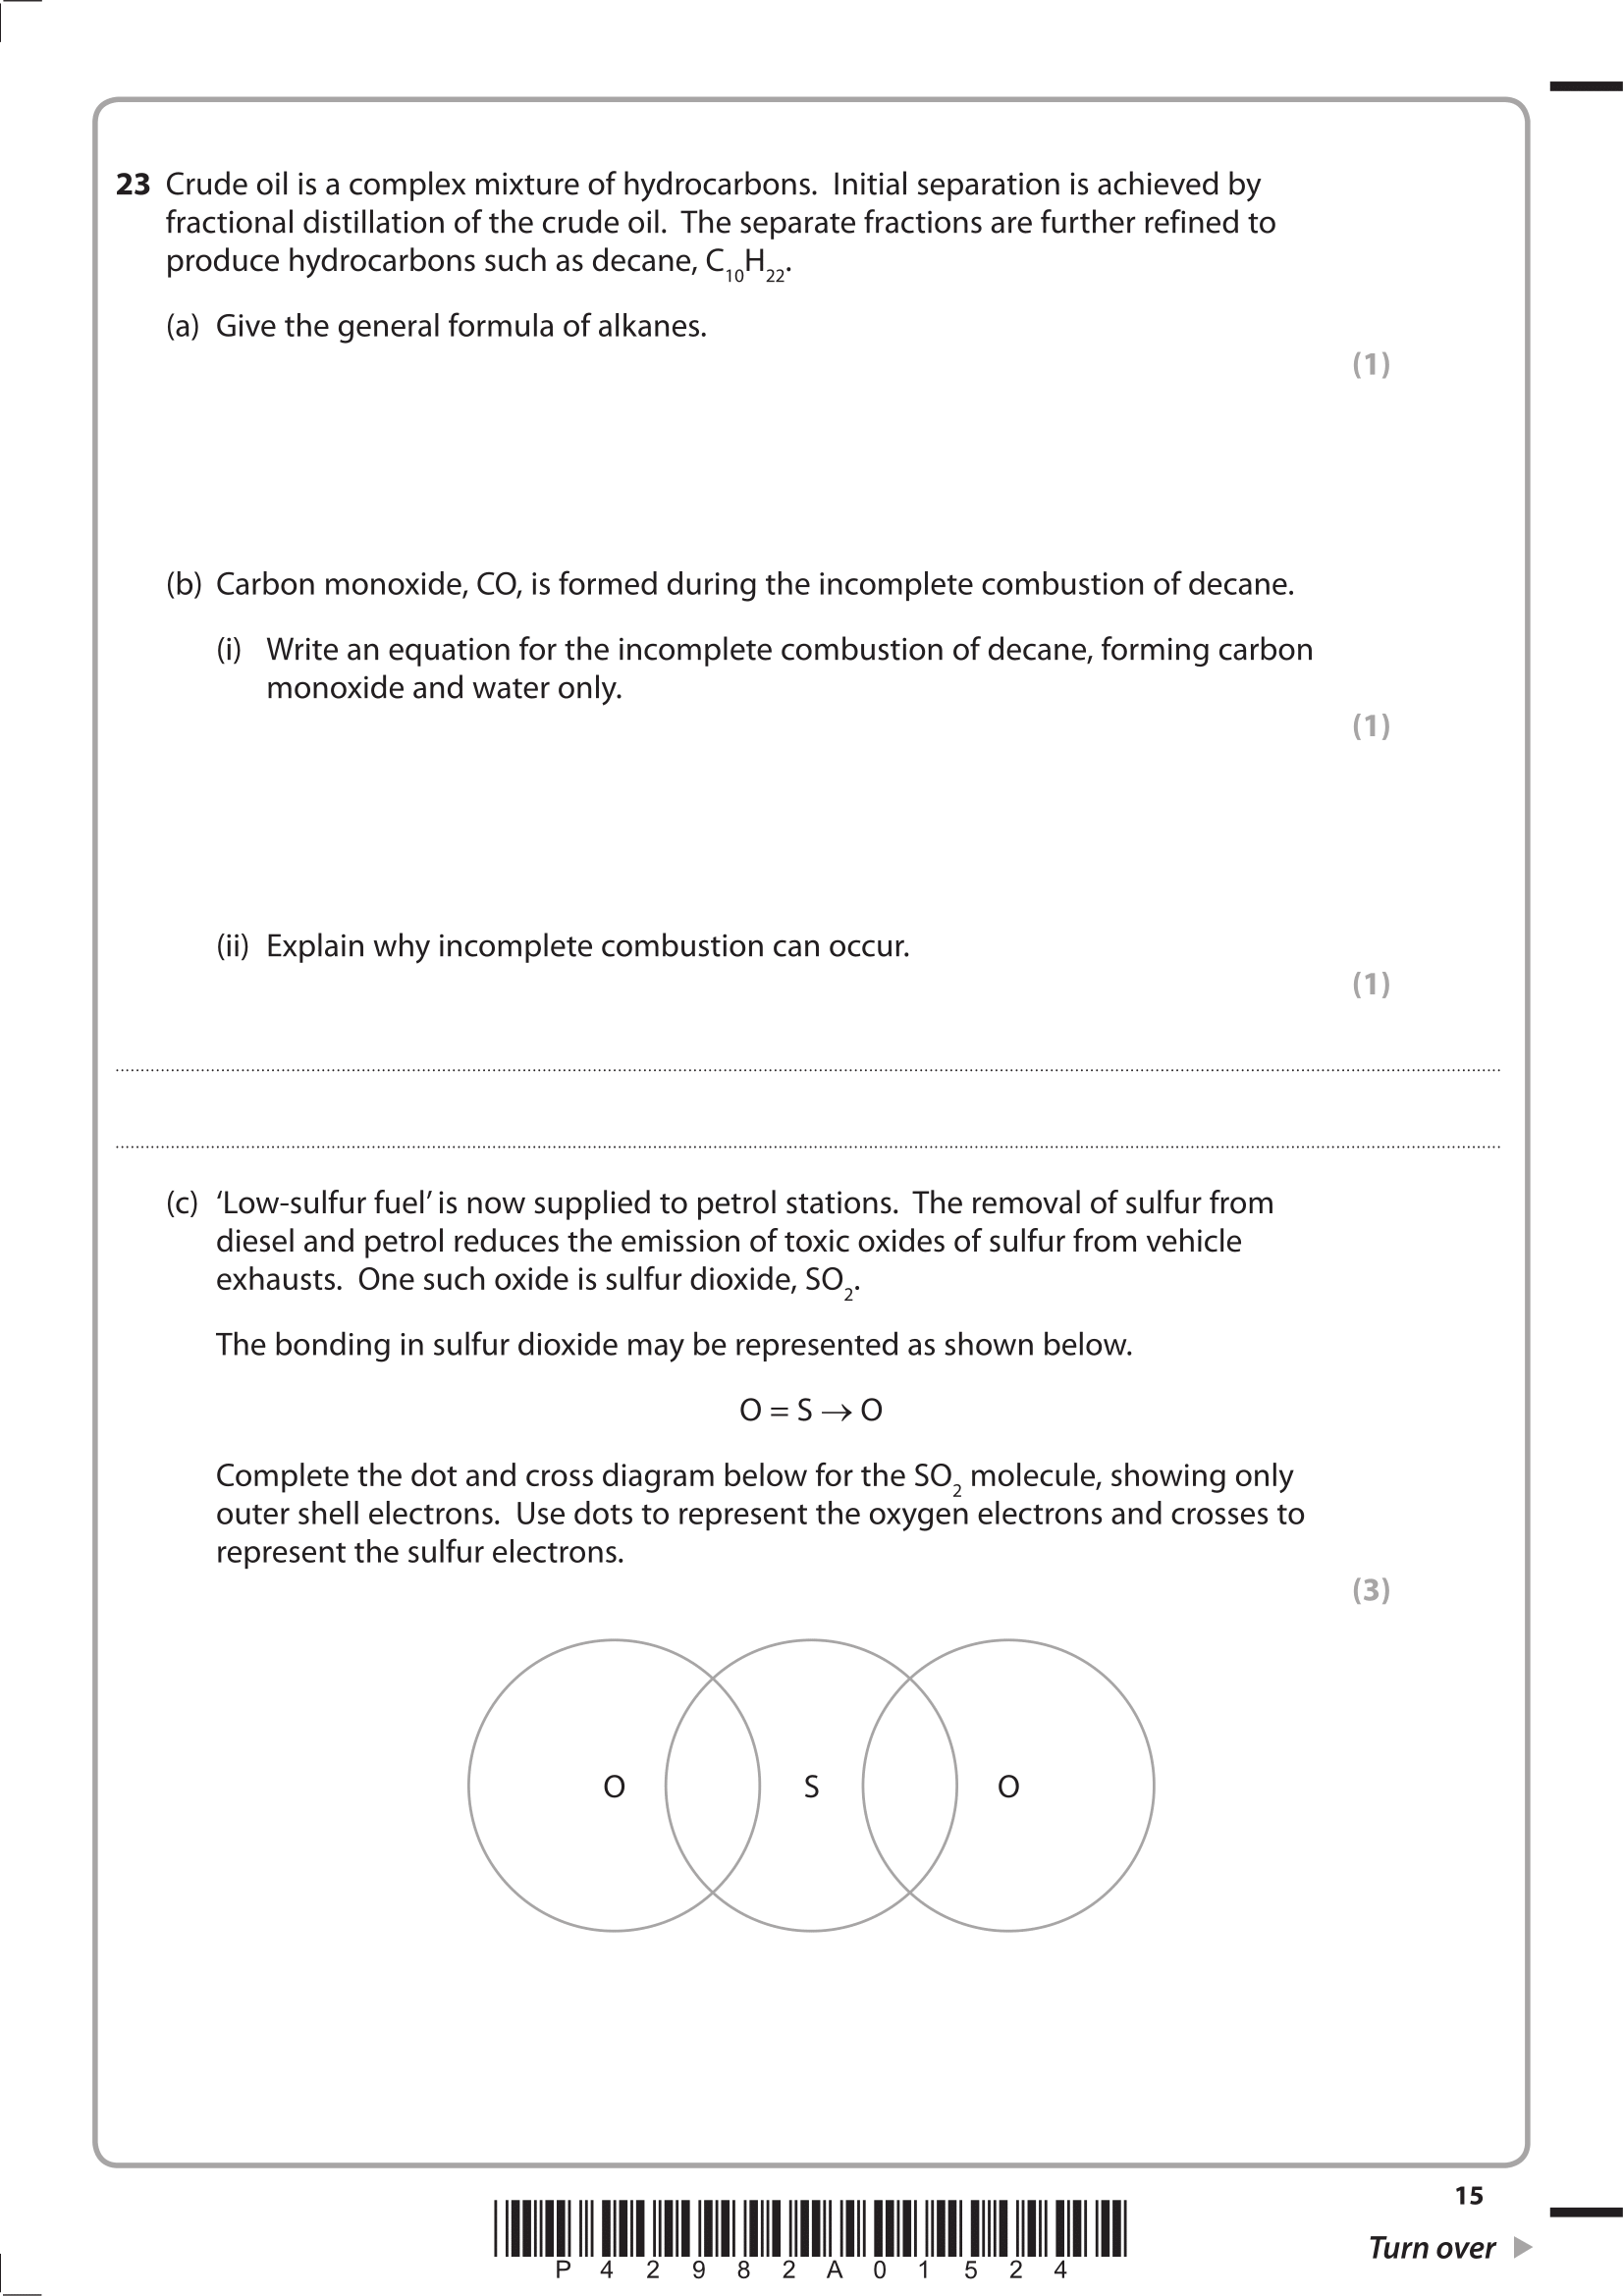 23 Crude oil is a complex mixture of hydrocarbons. Initial separation is achieved by
fractional distillation of the crude oil. The separate fractions are further refined to
produce hydrocarbons such as decane, C₁₀H₂₂.
(a) Give the general formula of alkanes.
(1)
(b) Carbon monoxide, CO, is formed during the incomplete combustion of decane.
(i) Write an equation for the incomplete combustion of decane, forming carbon
monoxide and water only.
(1)
(ii) Explain why incomplete combustion can occur.
(1)
(c) ‘Low-sulfur fuel’ is now supplied to petrol stations. The removal of sulfur from
diesel and petrol reduces the emission of toxic oxides of sulfur from vehicle
exhausts. One such oxide is sulfur dioxide, SO₂.
The bonding in sulfur dioxide may be represented as shown below.
O = S → O
Complete the dot and cross diagram below for the SO₂ molecule, showing only
outer shell electrons. Use dots to represent the oxygen electrons and crosses to
represent the sulfur electrons.
(3)
O S O
15
P 4 2 9 8 2 A 0 1 5 2 4
Turn over